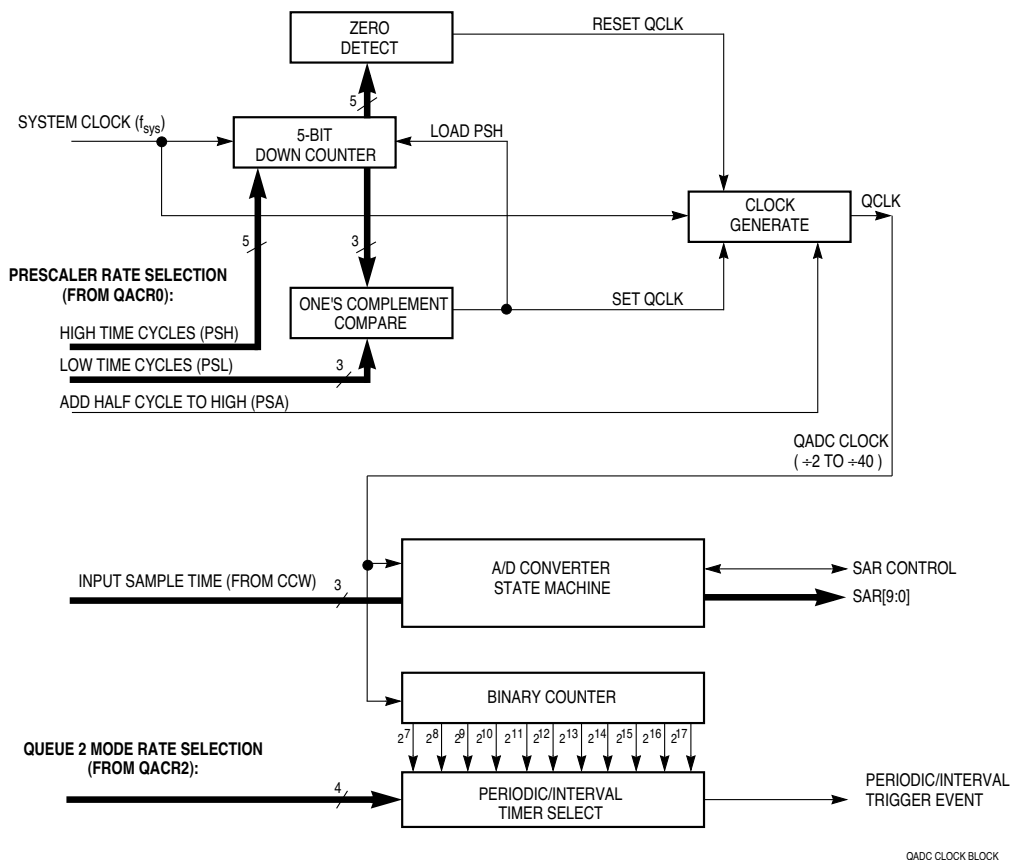 ZERO
DETECT
RESET QCLK
5
SYSTEM CLOCK (fsys)
5-BIT
DOWN COUNTER
LOAD PSH
CLOCK
GENERATE
QCLK
5
3
PRESCALER RATE SELECTION
(FROM QACR0):
ONE'S COMPLEMENT
COMPARE
SET QCLK
HIGH TIME CYCLES (PSH)
LOW TIME CYCLES (PSL)
3
ADD HALF CYCLE TO HIGH (PSA)
QADC CLOCK
( ÷2 TO ÷40 )
INPUT SAMPLE TIME (FROM CCW)
3
A/D CONVERTER
STATE MACHINE
SAR CONTROL
SAR[9:0]
BINARY COUNTER
2^7 2^8 2^9 2^10 2^11 2^12 2^13 2^14 2^15 2^16 2^17
QUEUE 2 MODE RATE SELECTION
(FROM QACR2):
4
PERIODIC/INTERVAL
TIMER SELECT
PERIODIC/INTERVAL
TRIGGER EVENT
QADC CLOCK BLOCK